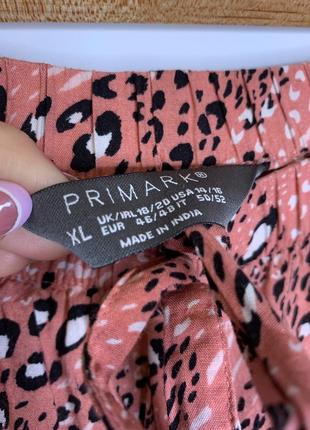 PRIMARK®
XL UK/IRL 18/20 USA 14/16
EUR 46/48 IT 50/52
MADE IN INDIA